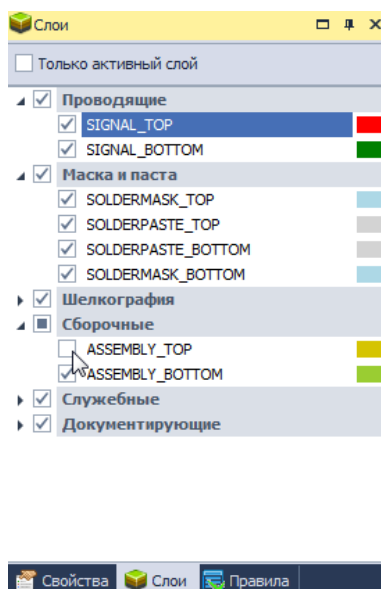 Слои
Только активный слой
Проводящие
SIGNAL_TOP
SIGNAL_BOTTOM
Маска и паста
SOLDERMASK_TOP
SOLDERPASTE_TOP
SOLDERPASTE_BOTTOM
SOLDERMASK_BOTTOM
Шелкография
Сборочные
ASSEMBLY_TOP
ASSEMBLY_BOTTOM
Служебные
Документирующие
Свойства Слои Правила